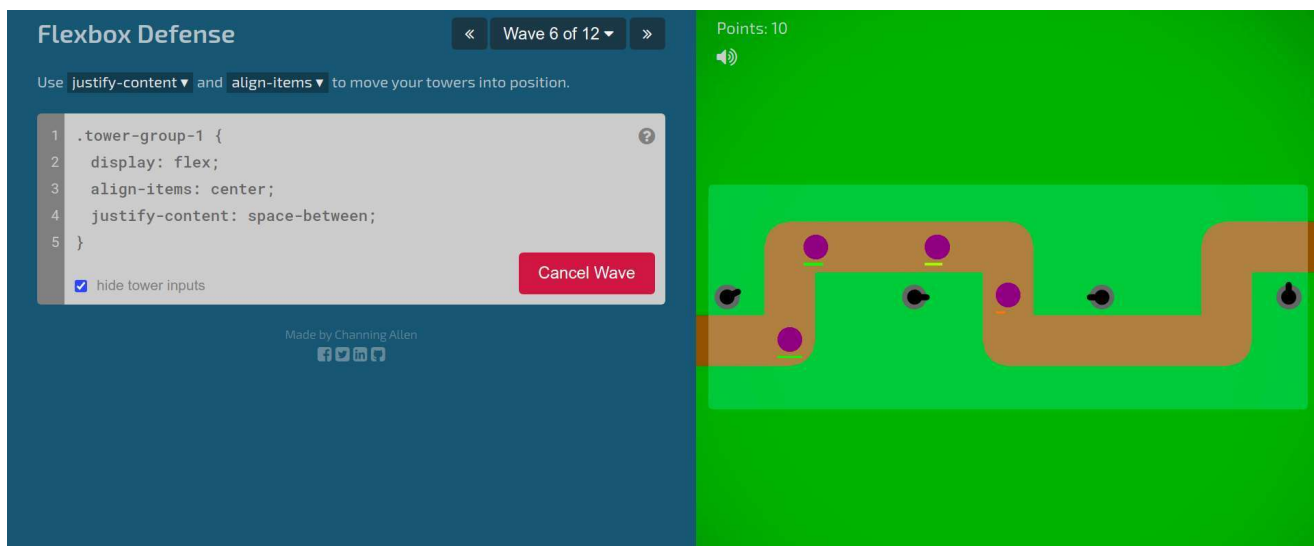 Flexbox Defense
« Wave 6 of 12 ▾ »
Use justify-content ▾ and align-items ▾ to move your towers into position.
1 .tower-group-1 {
2 display: flex;
3 align-items: center;
4 justify-content: space-between;
5 }
hide tower inputs
Cancel Wave
Made by Channing Allen
Points: 10